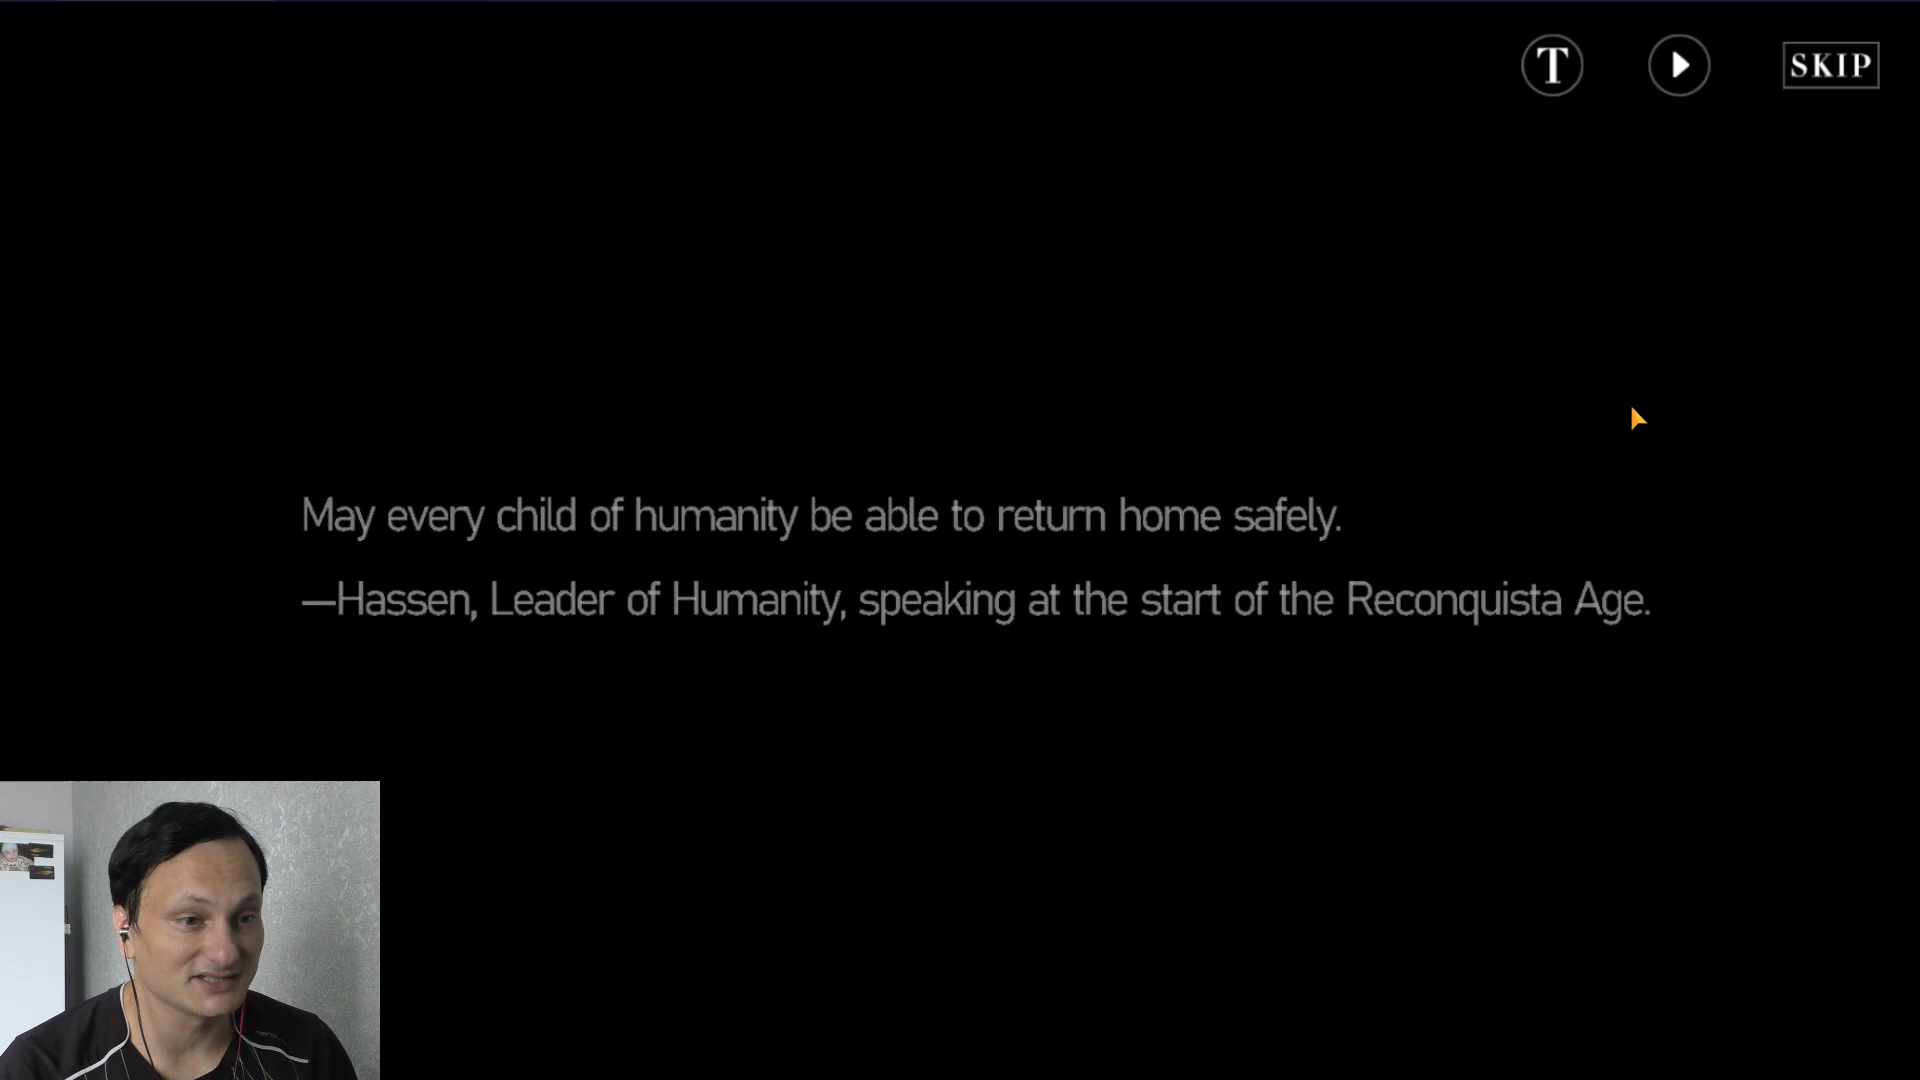 T
SKIP
May every child of humanity be able to return home safely.
—Hassen, Leader of Humanity, speaking at the start of the Reconquista Age.